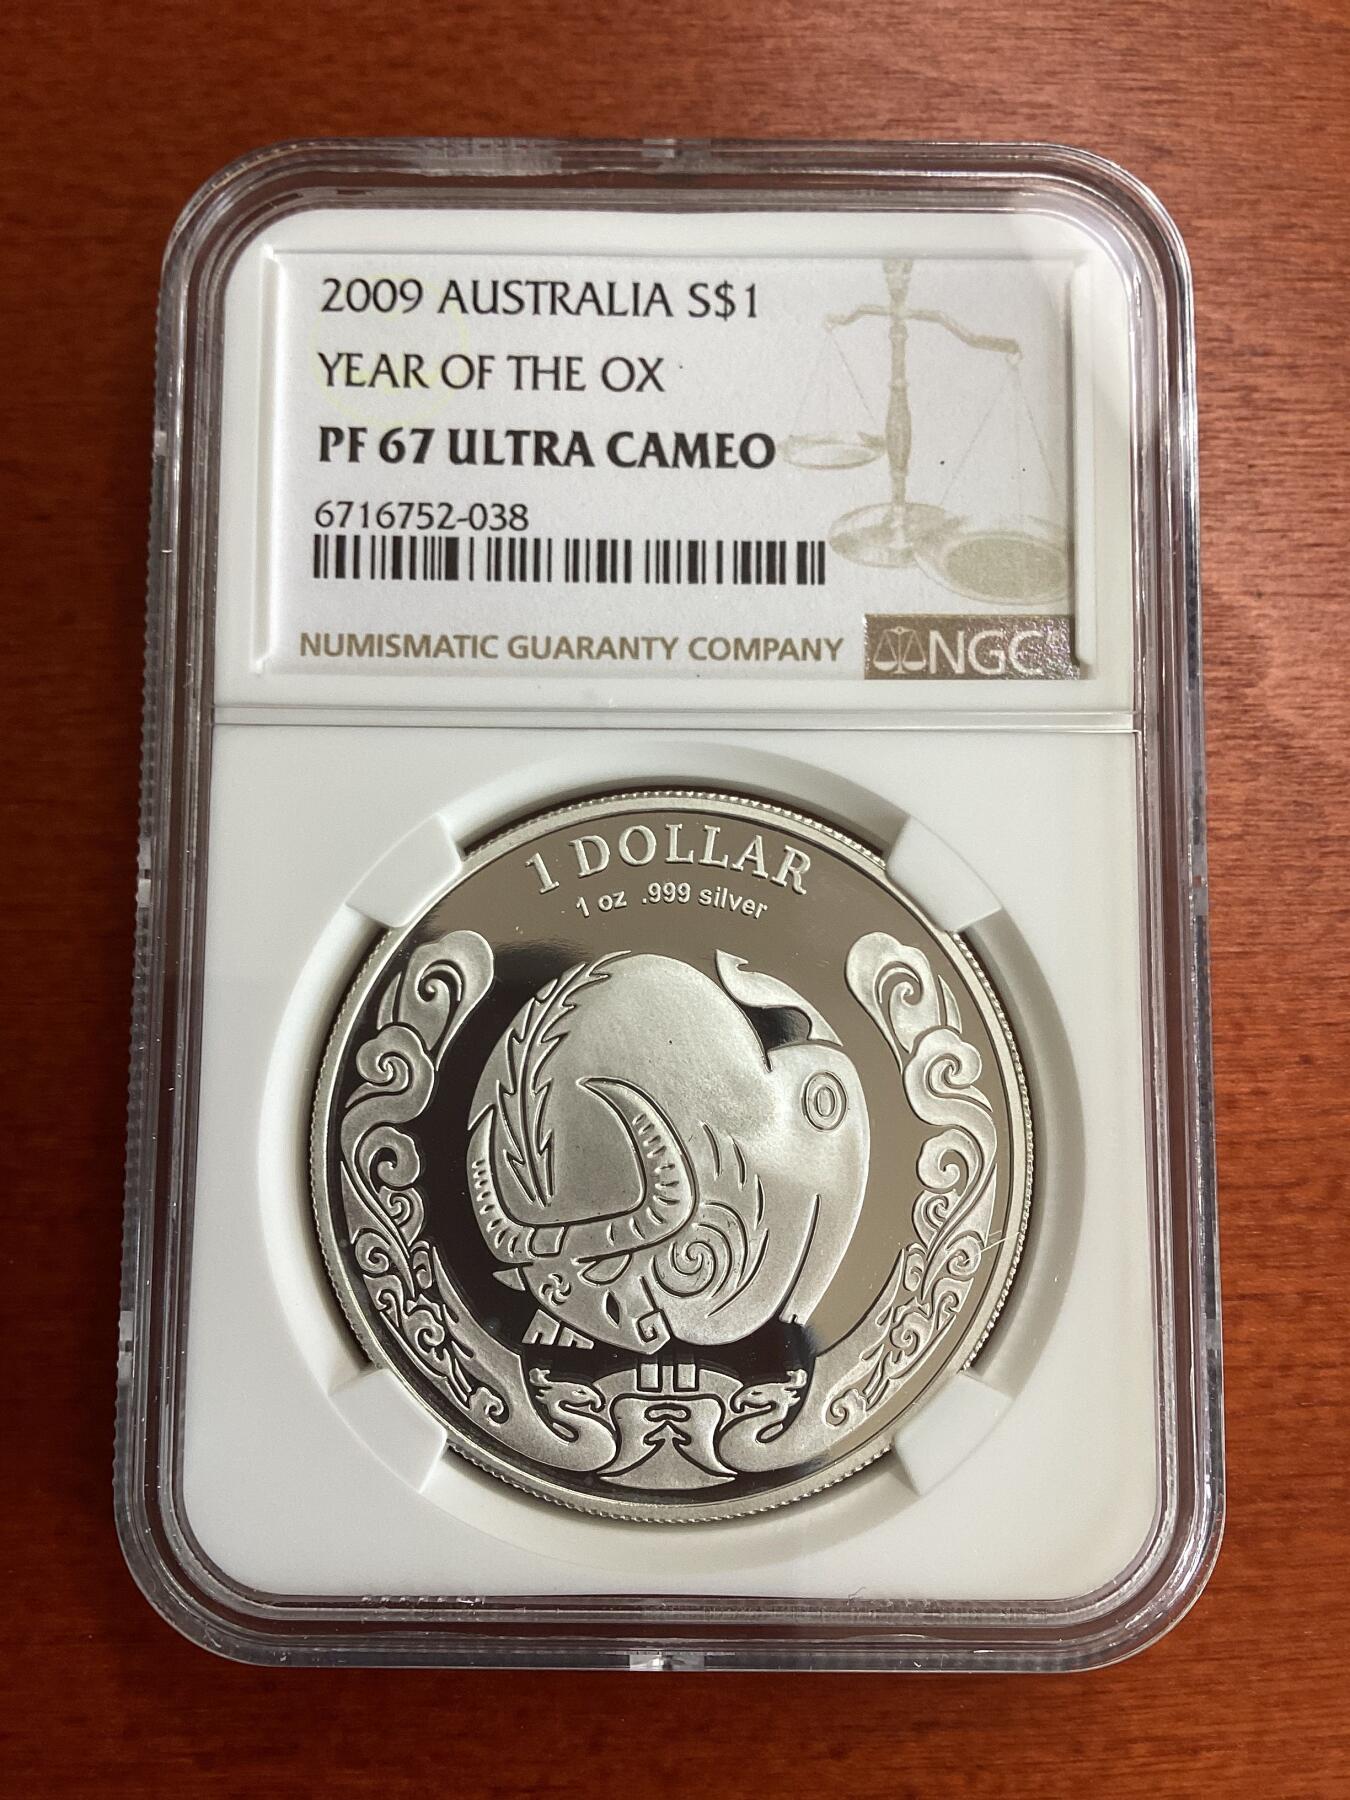 2009 AUSTRALIA S$1
YEAR OF THE OX
PF 67 ULTRA CAMEO
6716752-038
NUMISMATIC GUARANTY COMPANY
NGC
1 DOLLAR
1 oz .999 silver